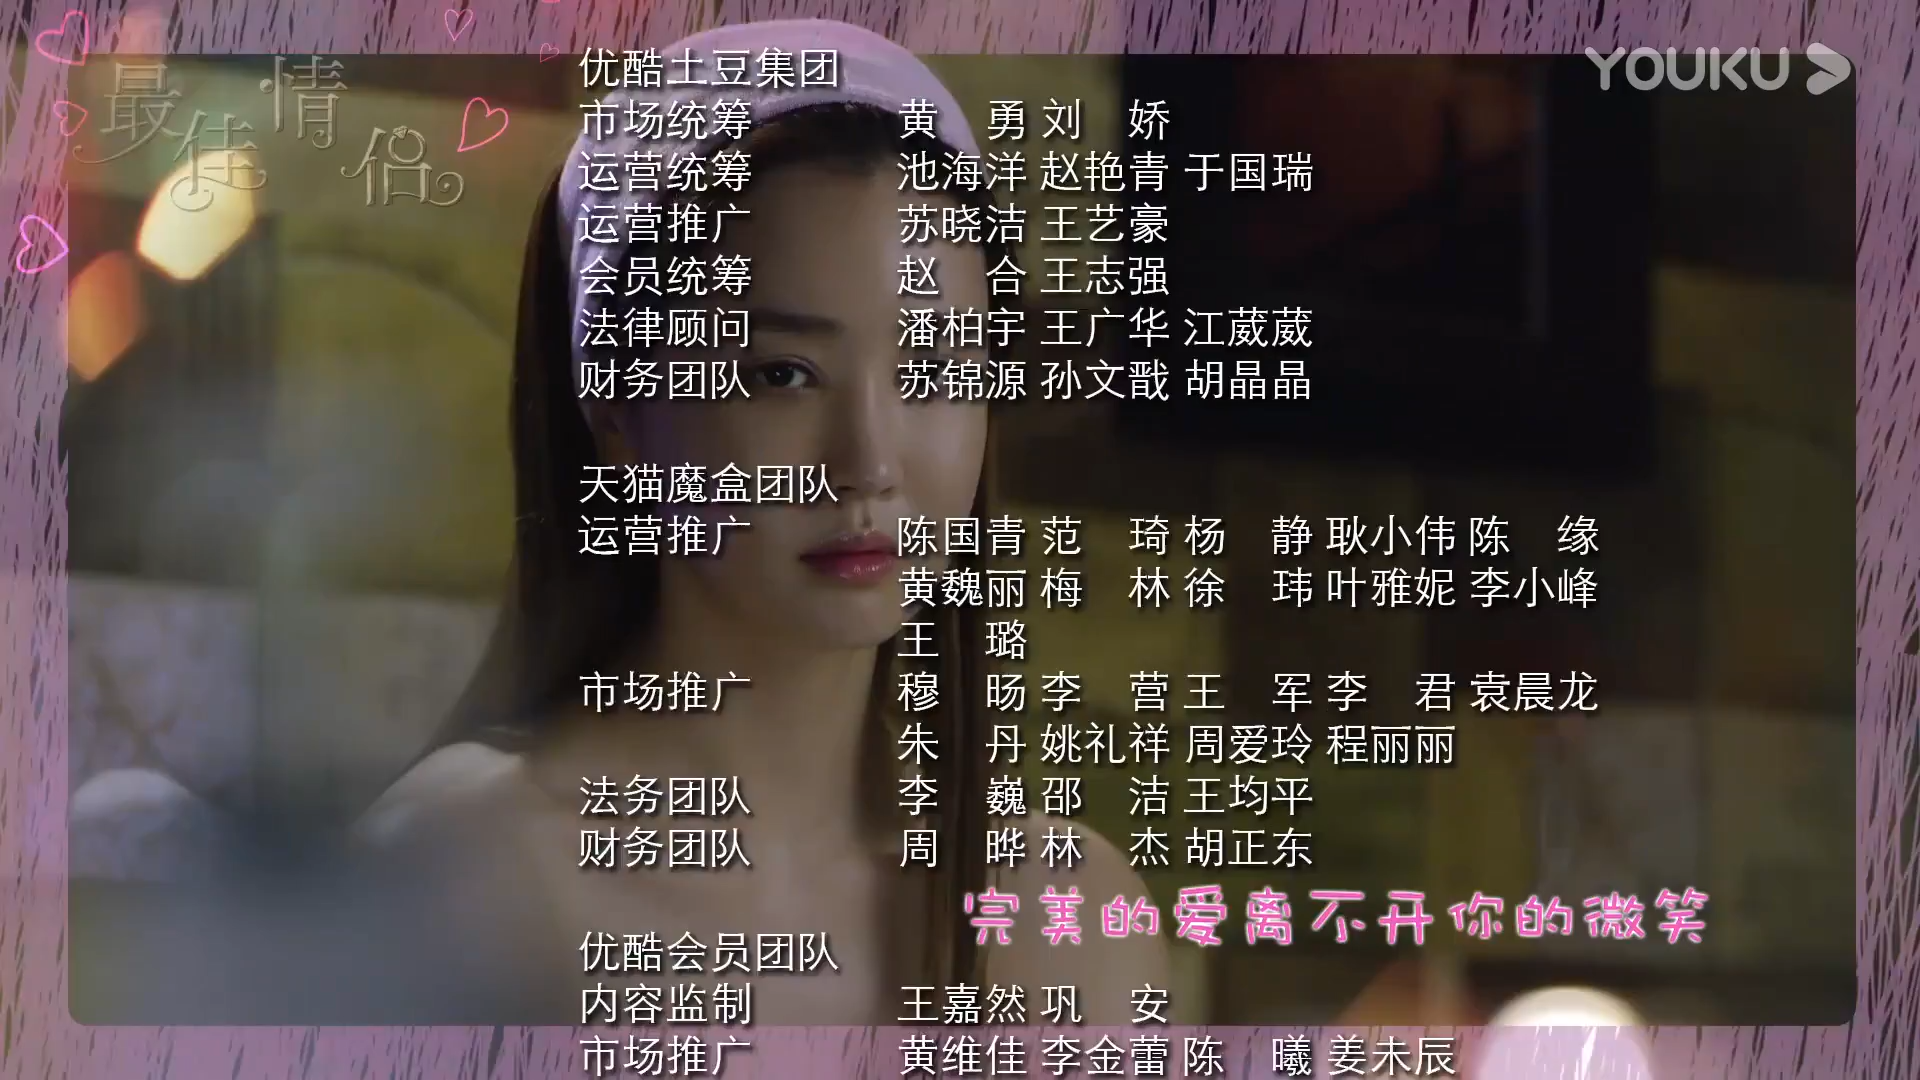 最佳情侣
YOUKU
优酷土豆集团
市场统筹 黄 勇 刘 娇
运营统筹 池海洋 赵艳青 于国瑞
运营推广 苏晓洁 王艺豪
会员统筹 赵 合 王志强
法律顾问 潘柏宇 王广华 江葳葳
财务团队 苏锦源 孙文戬 胡晶晶
天猫魔盒团队
运营推广 陈国青 范 琦 杨 静 耿小伟 陈 缘
黄魏丽 梅 林 徐 玮 叶雅妮 李小峰
王 璐
市场推广 穆 旸 李 营 王 军 李 君 袁晨龙
朱 丹 姚礼祥 周爱玲 程丽丽
法务团队 李 巍 邵 洁 王均平
财务团队 周 晔 林 杰 胡正东
完美的爱离不开你的微笑
优酷会员团队
内容监制 王嘉然 巩 安
市场推广 黄维佳 李金蕾 陈 曦 姜未辰